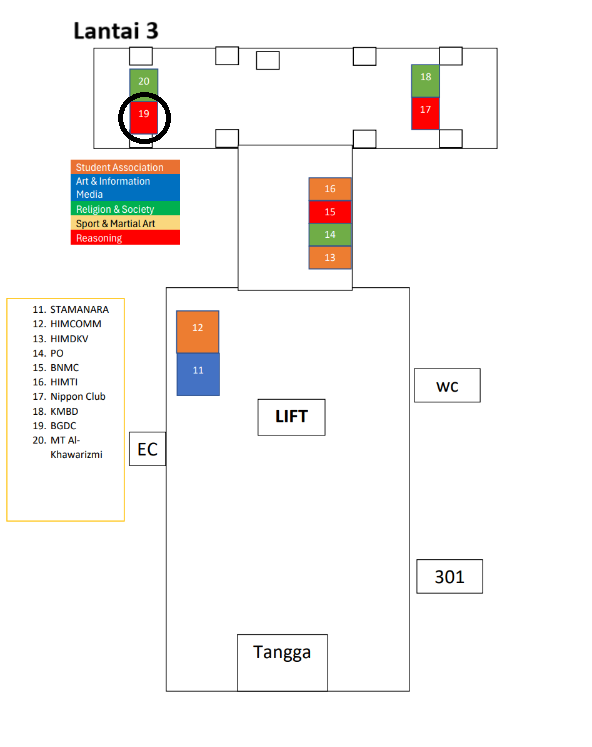 Lantai 3
20
19
18
17
Student Association
Art & Information
Media
Religion & Society
Sport & Martial Art
Reasoning
16
15
14
13
11. STAMANARA
12. HIMCOMM
13. HIMDKV
14. PO
15. BNMC
16. HIMTI
17. Nippon Club
18. KMBD
19. BGDC
20. MT Al-
Khawarizmi
12
11
LIFT
wc
EC
301
Tangga